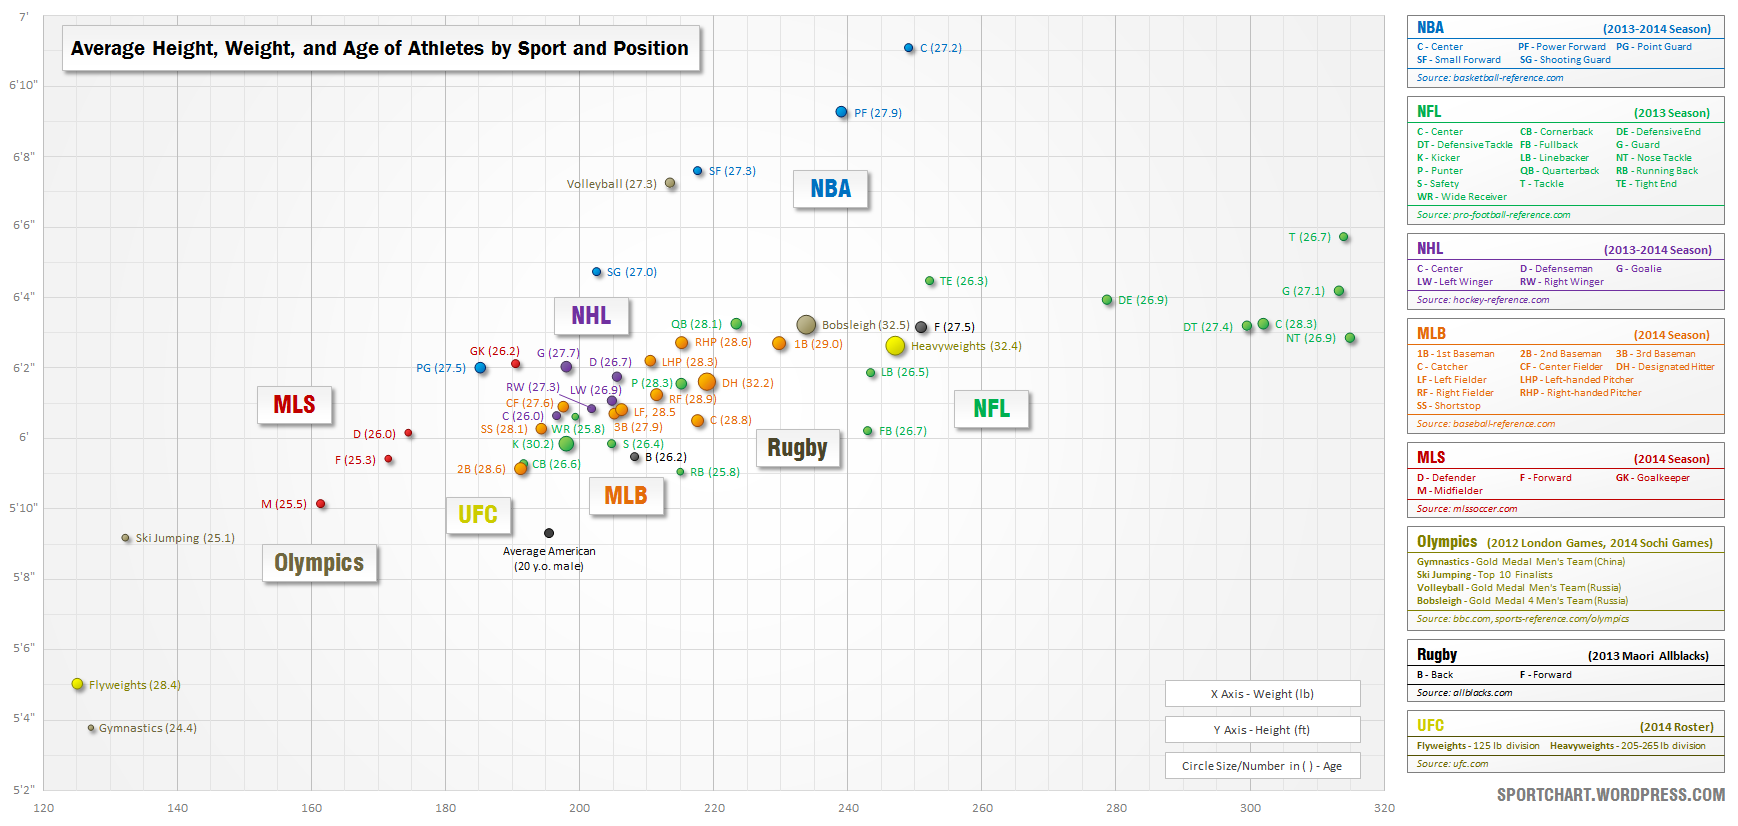 Average Height, Weight, and Age of Athletes by Sport and Position
7'
6'10"
6'8"
6'6"
6'4"
6'2"
6'
5'10"
5'8"
5'6"
5'4"
5'2"
C (27.2)
PF (27.9)
SF (27.3)
Volleyball (27.3)
NBA
T (26.7)
SG (27.0)
TE (26.3)
G (27.1)
DE (26.9)
NHL
QB (28.1)
Bobsleigh (32.5)
F (27.5)
DT (27.4)
C (28.3)
NT (26.9)
RHP (28.6)
1B (29.0)
Heavyweights (32.4)
GK (26.2)
G (27.7)
D (26.7)
LHP (28.3)
PG (27.5)
LB (26.5)
RW (27.3)
LW (26.9)
P (28.3)
DH (32.2)
RF (28.9)
MLS
CF (27.6)
NFL
C (26.0)
LF, 28.5
C (28.8)
SS (28.1)
WR (25.8)
3B (27.9)
FB (26.7)
D (26.0)
K (30.2)
S (26.4)
Rugby
F (25.3)
B (26.2)
2B (28.6)
CB (26.6)
RB (25.8)
MLB
M (25.5)
UFC
Ski Jumping (25.1)
Average American
(20 y.o. male)
Olympics
Flyweights (28.4)
Gymnastics (24.4)
X Axis - Weight (lb)
Y Axis - Height (ft)
Circle Size/Number in ( ) - Age
120 140 160 180 200 220 240 260 280 300 320
NBA (2013-2014 Season)
C - Center PF - Power Forward PG - Point Guard
SF - Small Forward SG - Shooting Guard
Source: basketball-reference.com
NFL (2013 Season)
C - Center CB - Cornerback DE - Defensive End
DT - Defensive Tackle FB - Fullback G - Guard
K - Kicker LB - Linebacker NT - Nose Tackle
P - Punter QB - Quarterback RB - Running Back
S - Safety T - Tackle TE - Tight End
WR - Wide Receiver
Source: pro-football-reference.com
NHL (2013-2014 Season)
C - Center D - Defenseman G - Goalie
LW - Left Winger RW - Right Winger
Source: hockey-reference.com
MLB (2014 Season)
1B - 1st Baseman 2B - 2nd Baseman 3B - 3rd Baseman
C - Catcher CF - Center Fielder DH - Designated Hitter
LF - Left Fielder LHP - Left-handed Pitcher
RF - Right Fielder RHP - Right-handed Pitcher
SS - Shortstop
Source: baseball-reference.com
MLS (2014 Season)
D - Defender F - Forward GK - Goalkeeper
M - Midfielder
Source: mlssoccer.com
Olympics (2012 London Games, 2014 Sochi Games)
Gymnastics - Gold Medal Men's Team (China)
Ski Jumping - Top 10 Finalists
Volleyball - Gold Medal Men's Team (Russia)
Bobsleigh - Gold Medal 4 Men's Team (Russia)
Source: bbc.com, sports-reference.com/olympics
Rugby (2013 Maori Allblacks)
B - Back F - Forward
Source: allblacks.com
UFC (2014 Roster)
Flyweights - 125 lb division Heavyweights - 205-265 lb division
Source: ufc.com
SPORTCHART.WORDPRESS.COM